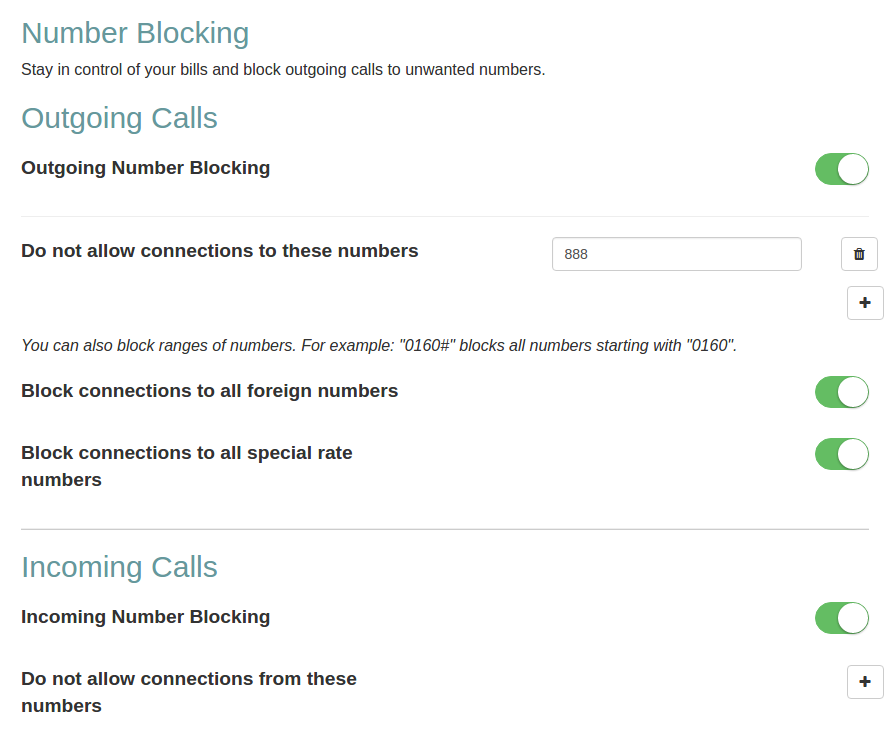 Number Blocking
Stay in control of your bills and block outgoing calls to unwanted numbers.
Outgoing Calls
Outgoing Number Blocking
Do not allow connections to these numbers
888
You can also block ranges of numbers. For example: "0160#" blocks all numbers starting with "0160".
Block connections to all foreign numbers
Block connections to all special rate
numbers
Incoming Calls
Incoming Number Blocking
Do not allow connections from these
numbers